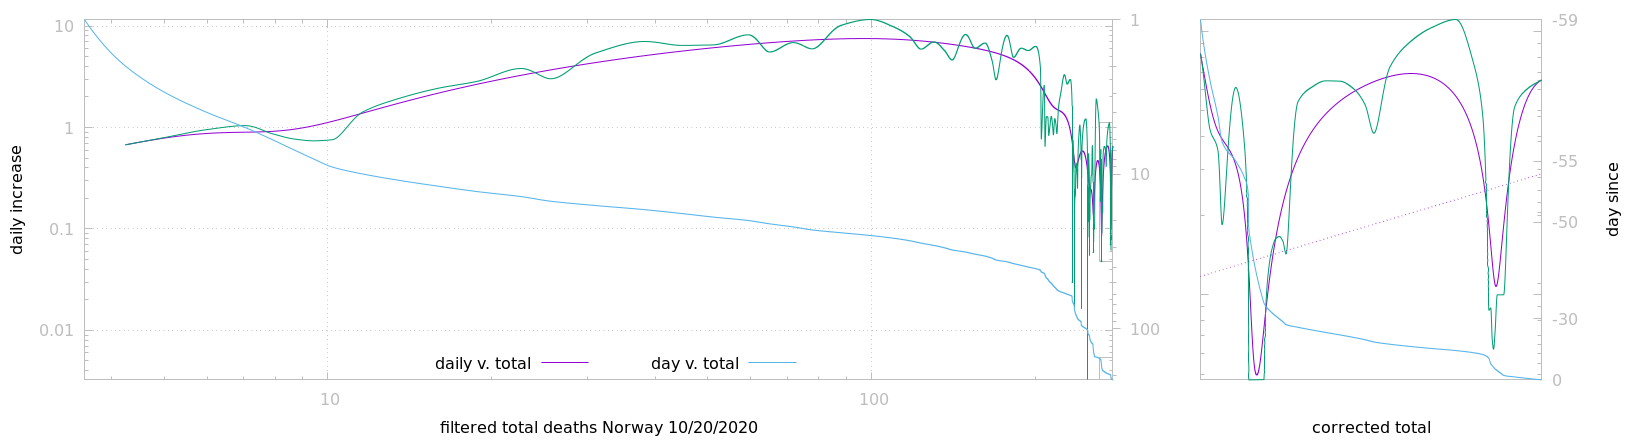 10
1
0.1
0.01
daily increase
10
100
filtered total deaths Norway 10/20/2020
daily v. total
day v. total
1
10
100
-59
-55
-50
-30
0
day since
corrected total